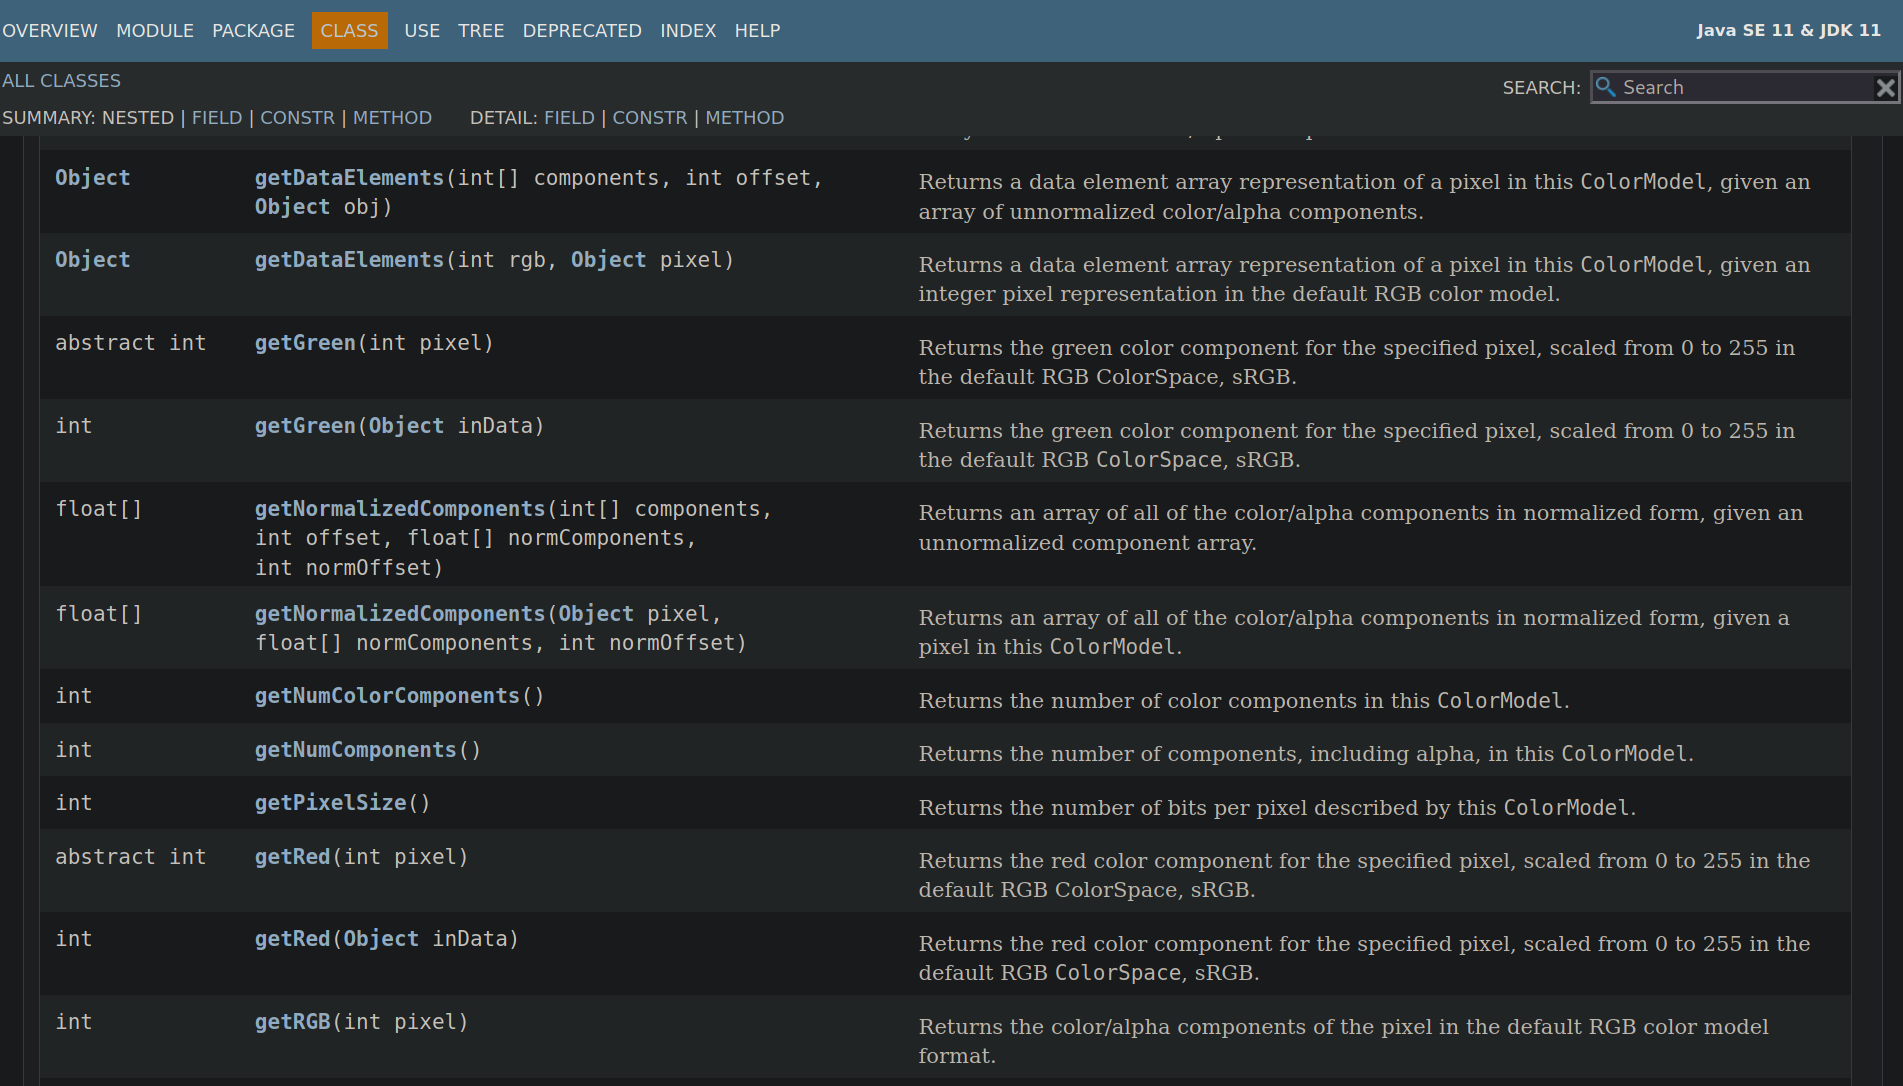 OVERVIEW MODULE PACKAGE CLASS USE TREE DEPRECATED INDEX HELP Java SE 11 & JDK 11
ALL CLASSES
SEARCH: Search
SUMMARY: NESTED | FIELD | CONSTR | METHOD DETAIL: FIELD | CONSTR | METHOD
Object getDataElements(int[] components, int offset, Returns a data element array representation of a pixel in this ColorModel, given an
Object obj) array of unnormalized color/alpha components.
Object getDataElements(int rgb, Object pixel) Returns a data element array representation of a pixel in this ColorModel, given an
integer pixel representation in the default RGB color model.
abstract int getGreen(int pixel) Returns the green color component for the specified pixel, scaled from 0 to 255 in
the default RGB ColorSpace, sRGB.
int getGreen(Object inData) Returns the green color component for the specified pixel, scaled from 0 to 255 in
the default RGB ColorSpace, sRGB.
float[] getNormalizedComponents(int[] components, Returns an array of all of the color/alpha components in normalized form, given an
int offset, float[] normComponents, unnormalized component array.
int normOffset)
float[] getNormalizedComponents(Object pixel, Returns an array of all of the color/alpha components in normalized form, given a
float[] normComponents, int normOffset) pixel in this ColorModel.
int getNumColorComponents() Returns the number of color components in this ColorModel.
int getNumComponents() Returns the number of components, including alpha, in this ColorModel.
int getPixelSize() Returns the number of bits per pixel described by this ColorModel.
abstract int getRed(int pixel) Returns the red color component for the specified pixel, scaled from 0 to 255 in the
default RGB ColorSpace, sRGB.
int getRed(Object inData) Returns the red color component for the specified pixel, scaled from 0 to 255 in the
default RGB ColorSpace, sRGB.
int getRGB(int pixel) Returns the color/alpha components of the pixel in the default RGB color model
format.